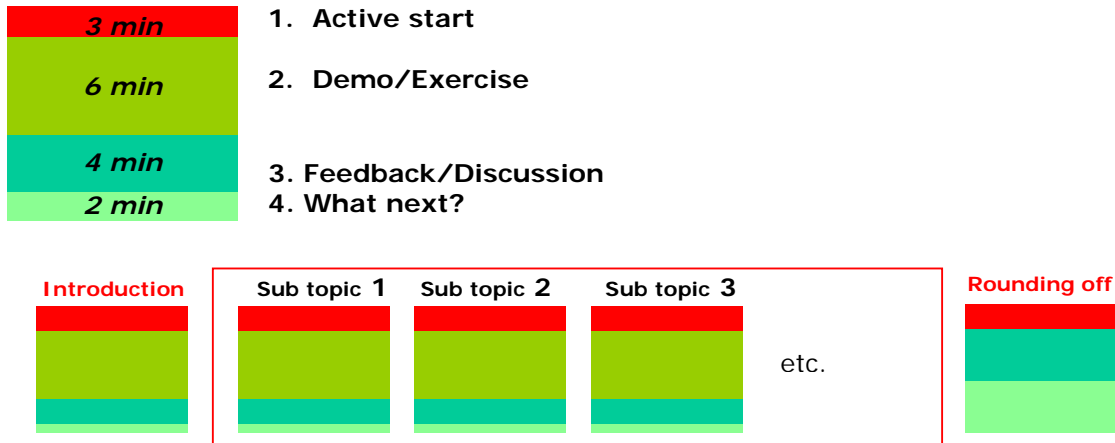 3 min
1. Active start
6 min
2. Demo/Exercise
4 min
3. Feedback/Discussion
2 min
4. What next?
Introduction
Sub topic 1
Sub topic 2
Sub topic 3
Rounding off
etc.